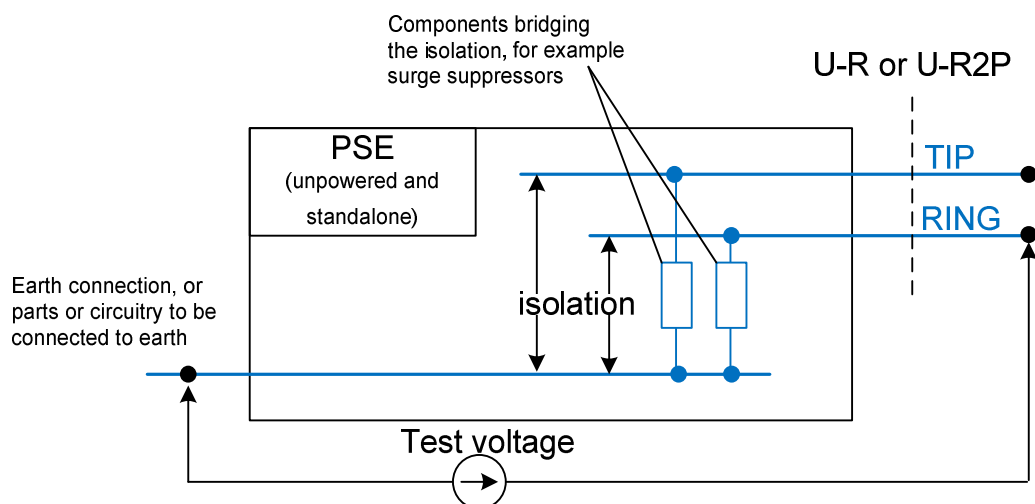 Components bridging
the isolation, for example
surge suppressors
U-R or U-R2P
PSE
(unpowered and
standalone)
TIP
RING
Earth connection, or
parts or circuitry to be
connected to earth
isolation
Test voltage